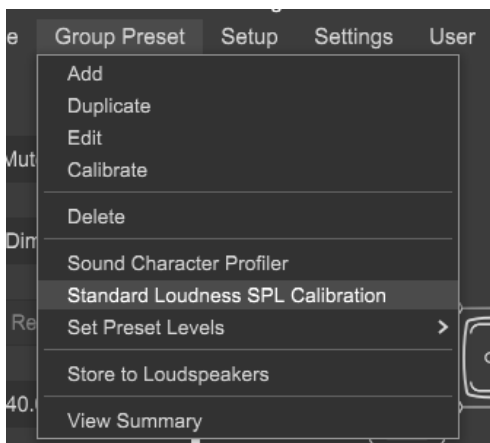 Group Preset Setup Settings User
Add
Duplicate
Edit
Calibrate
Delete
Sound Character Profiler
Standard Loudness SPL Calibration
Set Preset Levels
Store to Loudspeakers
40.
View Summary